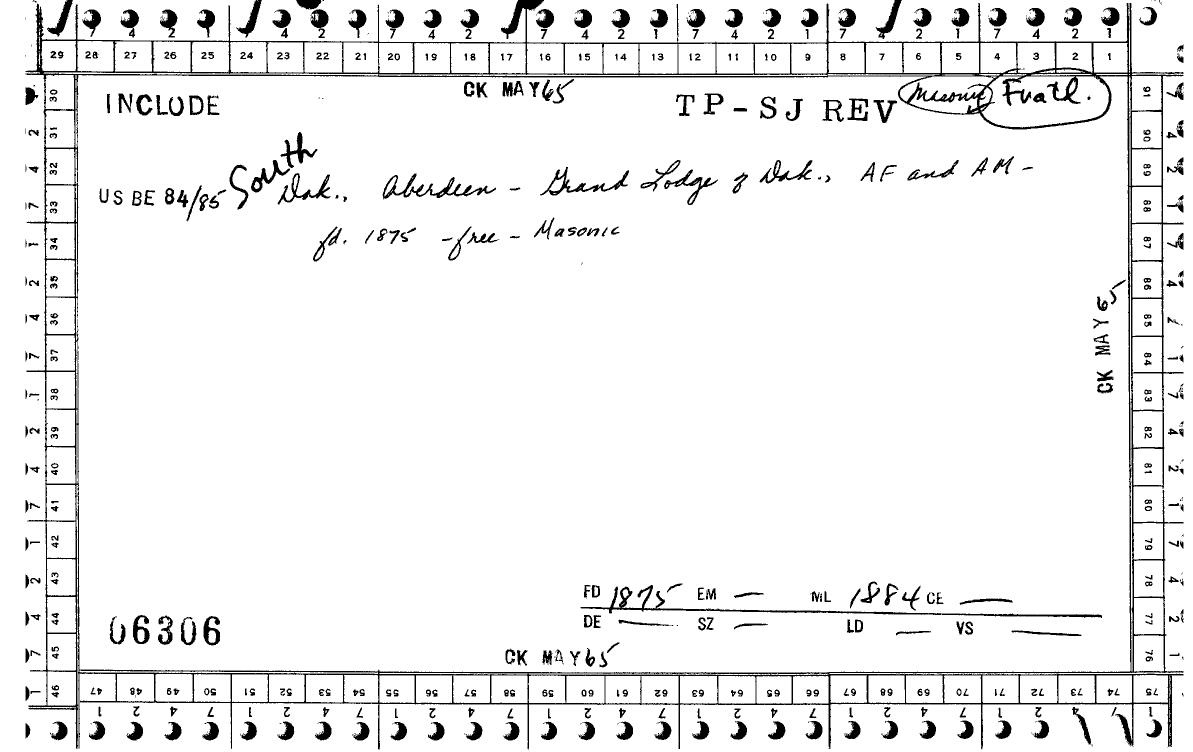 7 4 2 1 7 4 2 1 7 4 2 1 7 4 2 1 7 4 2 1 7 4 2 1 7 4 2 1
29 28 27 26 25 24 23 22 21 20 19 18 17 16 15 14 13 12 11 10 9 8 7 6 5 4 3 2 1
CK MAY 65
INCLUDE TP-SJ REV Masonic Fratl.
US BE 84/85 South Dak., Aberdeen - Grand Lodge of Dak., AF and AM -
fd. 1875 - free - Masonic
CK MAY 65
FD 1875 EM — ML 1884 CE —
DE — SZ — LD — VS —
06306
CK MAY 65
30 31 32 33 34 35 36 37 38 39 40 41 42 43 44 45 46
91 90 89 88 87 86 85 84 83 82 81 80 79 78 77 76
47 48 49 50 51 52 53 54 55 56 57 58 59 60 61 62 63 64 65 66 67 68 69 70 71 72 73 74 75
1 2 4 7 1 2 4 7 1 2 4 7 1 2 4 7 1 2 4 7 1 2 4 7 1 2 4 7 1